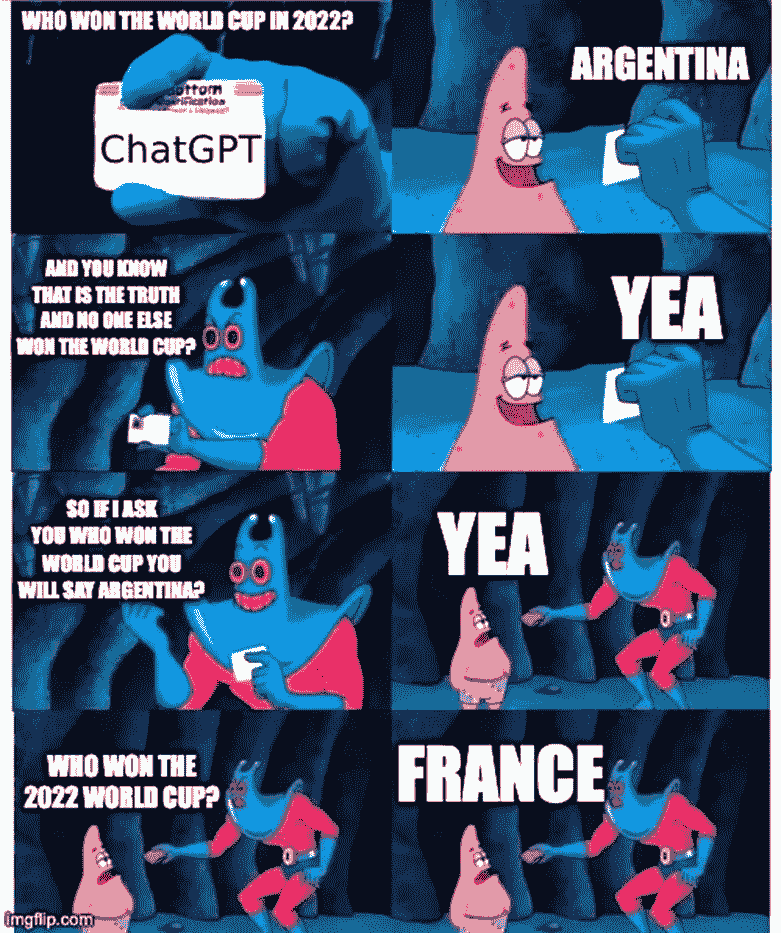 WHO WON THE WORLD CUP IN 2022?
ChatGPT
ARGENTINA
AND YOU KNOW
THAT IS THE TRUTH
AND NO ONE ELSE
WON THE WORLD CUP?
YEA
SO IF I ASK
YOU WHO WON THE
WORLD CUP YOU
WILL SAY ARGENTINA?
YEA
WHO WON THE
2022 WORLD CUP?
FRANCE
imgflip.com